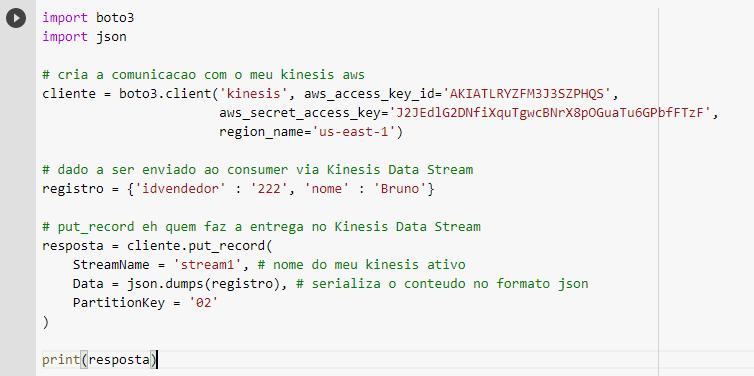 import boto3
import json
# cria a comunicacao com o meu kinesis aws
cliente = boto3.client('kinesis', aws_access_key_id='AKIATLRYZFM3J3SZPHQS',
aws_secret_access_key='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',
region_name='us-east-1')
# dado a ser enviado ao consumer via Kinesis Data Stream
registro = {'idvendedor' : '222', 'nome' : 'Bruno'}
# put_record eh quem faz a entrega no Kinesis Data Stream
resposta = cliente.put_record(
StreamName = 'stream1', # nome do meu kinesis ativo
Data = json.dumps(registro), # serializa o conteudo no formato json
PartitionKey = '02'
)
print(resposta)